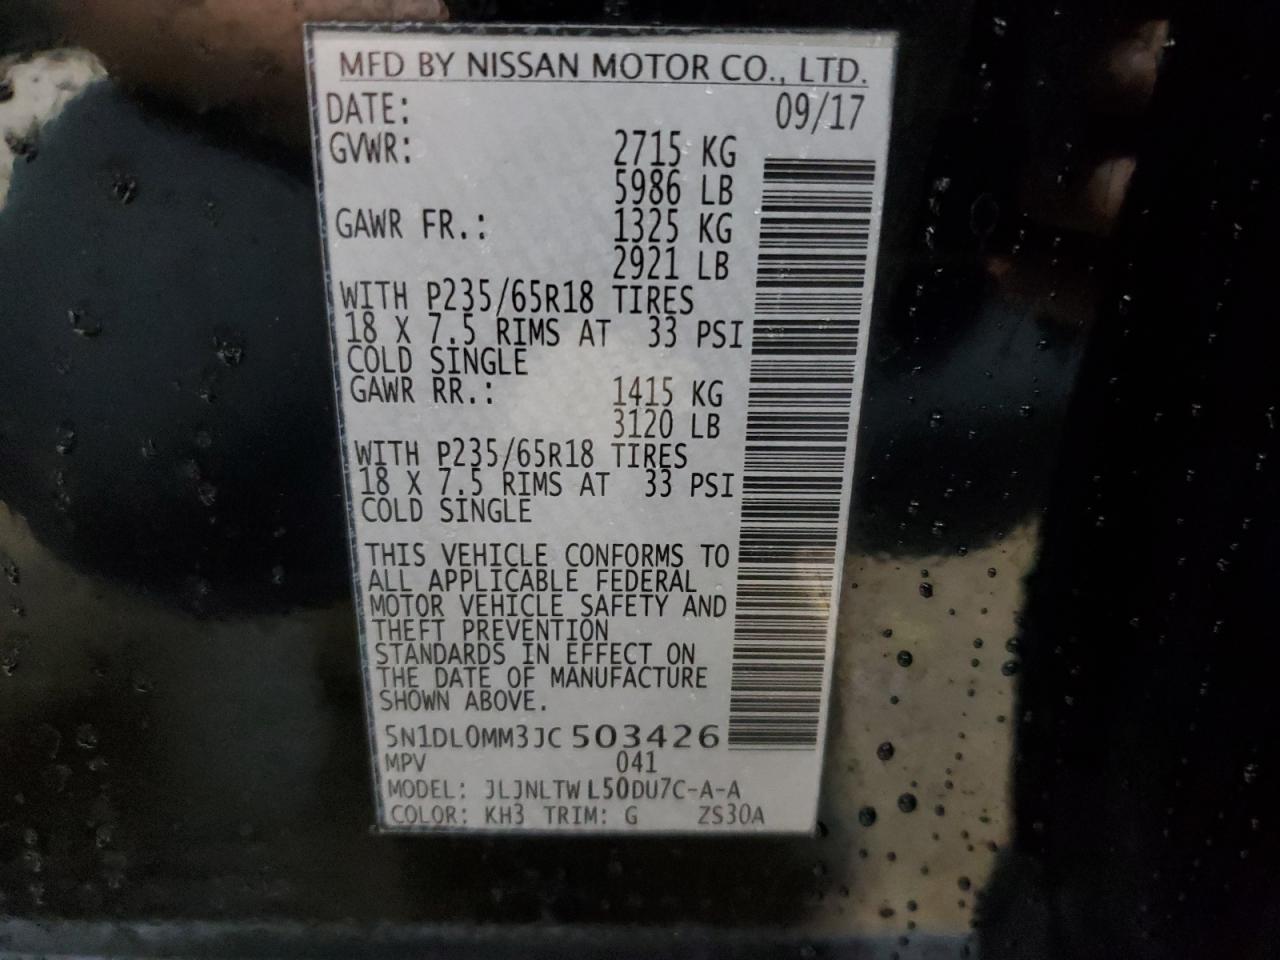 MFD BY NISSAN MOTOR CO., LTD.
DATE: 09/17
GVWR: 2715 KG
5986 LB
GAWR FR.: 1325 KG
2921 LB
WITH P235/65R18 TIRES
18 X 7.5 RIMS AT 33 PSI
COLD SINGLE
GAWR RR.: 1415 KG
3120 LB
WITH P235/65R18 TIRES
18 X 7.5 RIMS AT 33 PSI
COLD SINGLE
THIS VEHICLE CONFORMS TO
ALL APPLICABLE FEDERAL
MOTOR VEHICLE SAFETY AND
THEFT PREVENTION
STANDARDS IN EFFECT ON
THE DATE OF MANUFACTURE
SHOWN ABOVE.
5N1DL0MM3JC 503426
MPV 041
MODEL: JLJNLTW L50DU7C-A-A
COLOR: KH3 TRIM: G ZS30A